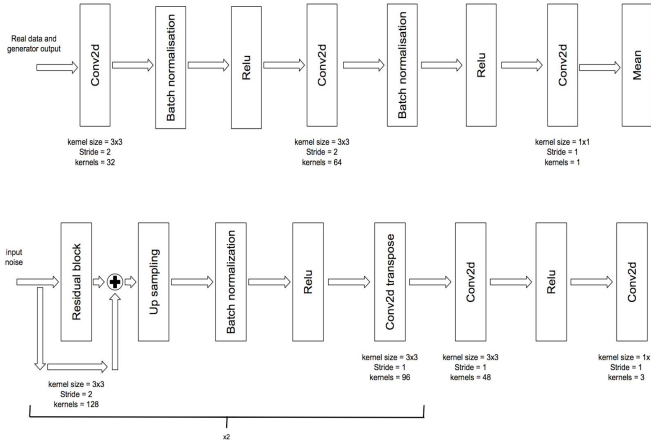 Real data and
generator output
Conv2d
Batch normalisation
Relu
Conv2d
Batch normalisation
Relu
Conv2d
Mean
kernel size = 3x3
Stride = 2
kernels = 32
kernel size = 3x3
Stride = 2
kernels = 64
kernel size = 1x1
Stride = 1
kernels = 1
input
noise
Residual block
Up sampling
Batch normalization
Relu
Conv2d transpose
Conv2d
Relu
Conv2d
kernel size = 3x3
Stride = 2
kernels = 128
kernel size = 3x3
Stride = 1
kernels = 96
kernel size = 3x3
Stride = 1
kernels = 48
kernel size = 1x
Stride = 1
kernels = 3
x2